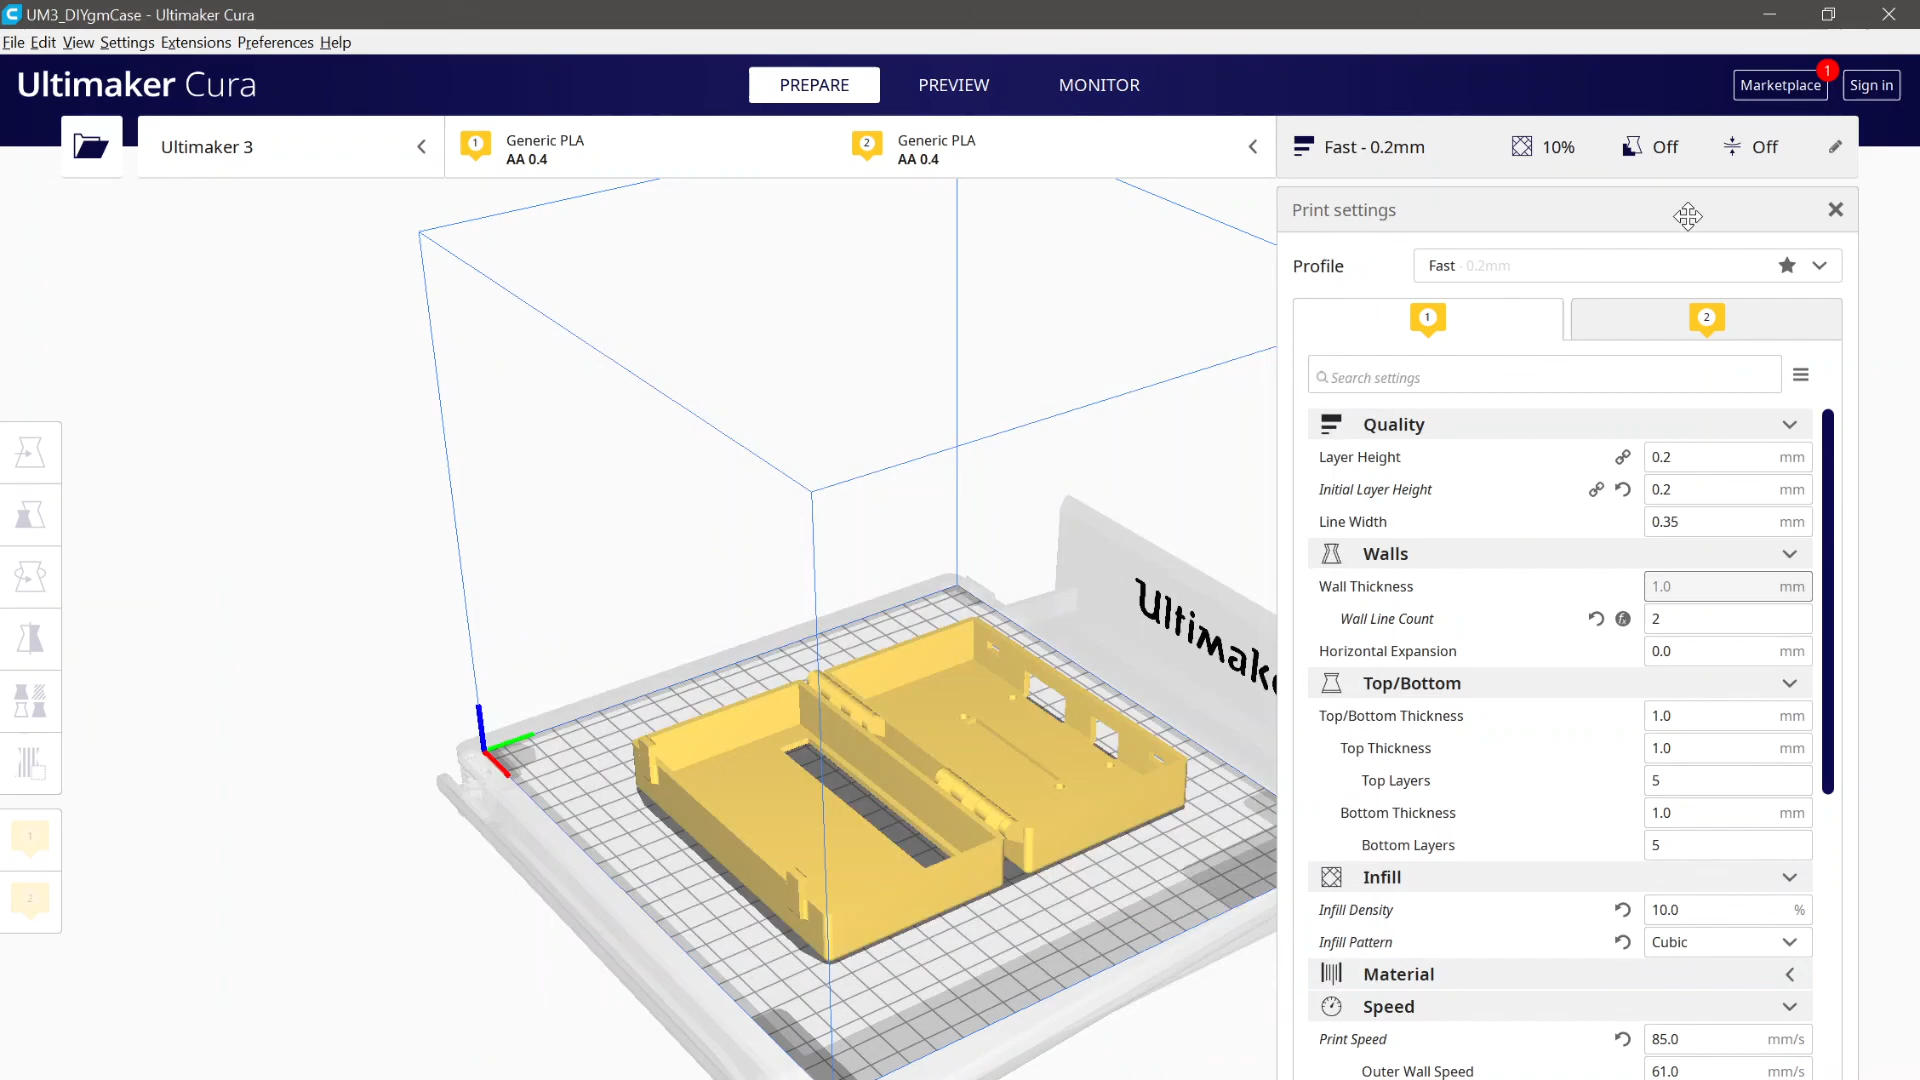 UM3_DIYgmCase - Ultimaker Cura
File Edit View Settings Extensions Preferences Help
Ultimaker Cura
PREPARE
PREVIEW
MONITOR
Marketplace
1
Sign in
Ultimaker 3
1
Generic PLA
AA 0.4
2
Generic PLA
AA 0.4
Fast - 0.2mm
10%
Off
Off
Print settings
Profile
Fast - 0.2mm
1
2
Search settings
Quality
Layer Height
0.2 mm
Initial Layer Height
0.2 mm
Line Width
0.35 mm
Walls
Wall Thickness
1.0 mm
Wall Line Count
2
Horizontal Expansion
0.0 mm
Top/Bottom
Top/Bottom Thickness
1.0 mm
Top Thickness
1.0 mm
Top Layers
5
Bottom Thickness
1.0 mm
Bottom Layers
5
Infill
Infill Density
10.0 %
Infill Pattern
Cubic
Material
Speed
Print Speed
85.0 mm/s
Outer Wall Speed
61.0 mm/s
Ultimake
1
2